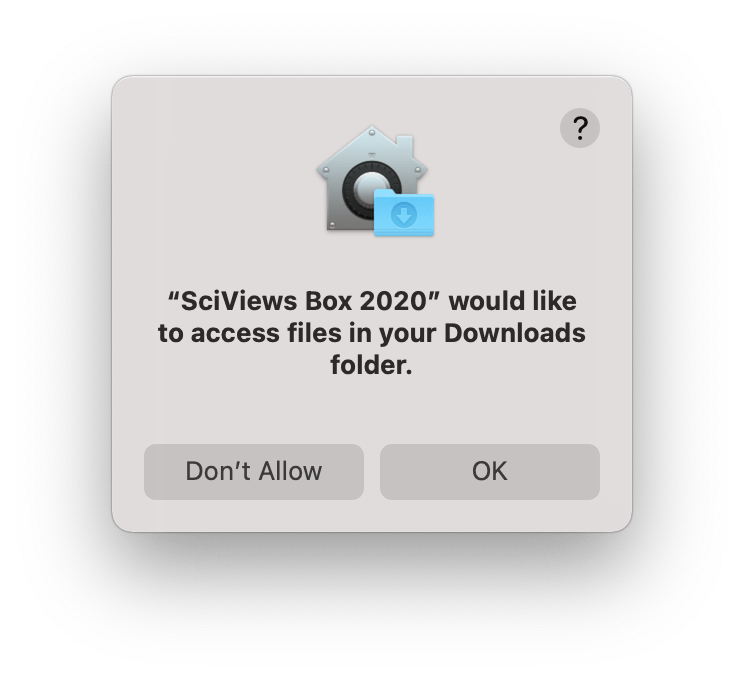 ?
“SciViews Box 2020” would like
to access files in your Downloads
folder.
Don’t Allow
OK